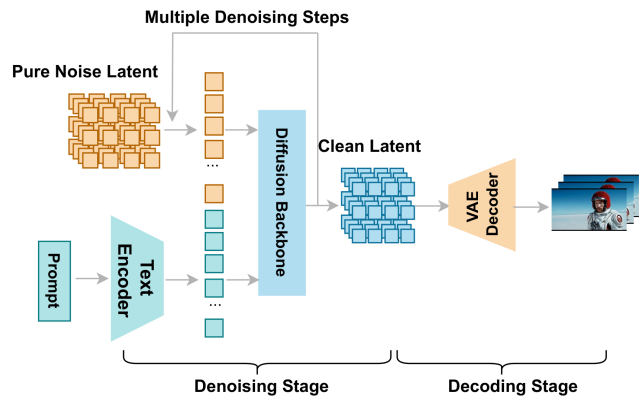 Multiple Denoising Steps
Pure Noise Latent
...
Diffusion Backbone
Clean Latent
VAE
Decoder
Prompt
Text
Encoder
...
Denoising Stage
Decoding Stage